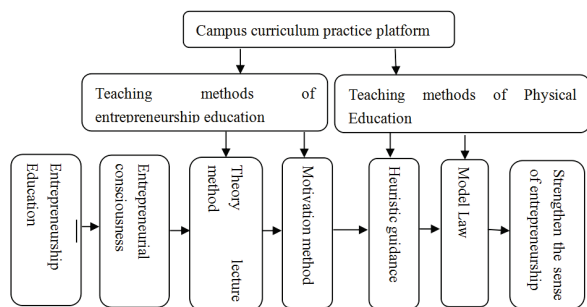 Campus curriculum practice platform
Teaching methods of
entrepreneurship education
Teaching methods of Physical
Education
Entrepreneurship
Education
Entrepreneurial
consciousness
Theory lecture
method
Motivation method
Heuristic guidance
Model Law
Strengthen the sense
of entrepreneurship